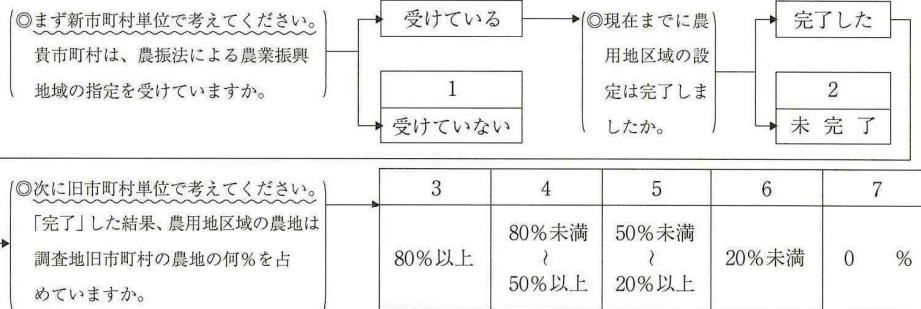 ◎まず新市町村単位で考えてください。
貴市町村は、農振法による農業振興
地域の指定を受けていますか。
受けている
1
受けていない
◎現在までに農
用地区域の設
定は完了しま
したか。
完了した
2
未 完 了
◎次に旧市町村単位で考えてください。
「完了」した結果、農用地区域の農地は
調査地旧市町村の農地の何%を占
めていますか。
3
4
5
6
7
80%以上
80%未満
~
50%以上
50%未満
~
20%以上
20%未満
0 %